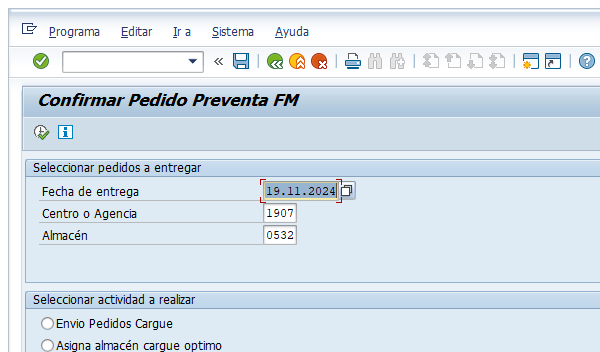 Programa Editar Ir a Sistema Ayuda
Confirmar Pedido Preventa FM
Seleccionar pedidos a entregar
Fecha de entrega 19.11.2024
Centro o Agencia 1907
Almacén 0532
Seleccionar actividad a realizar
Envio Pedidos Cargue
Asigna almacén cargue optimo